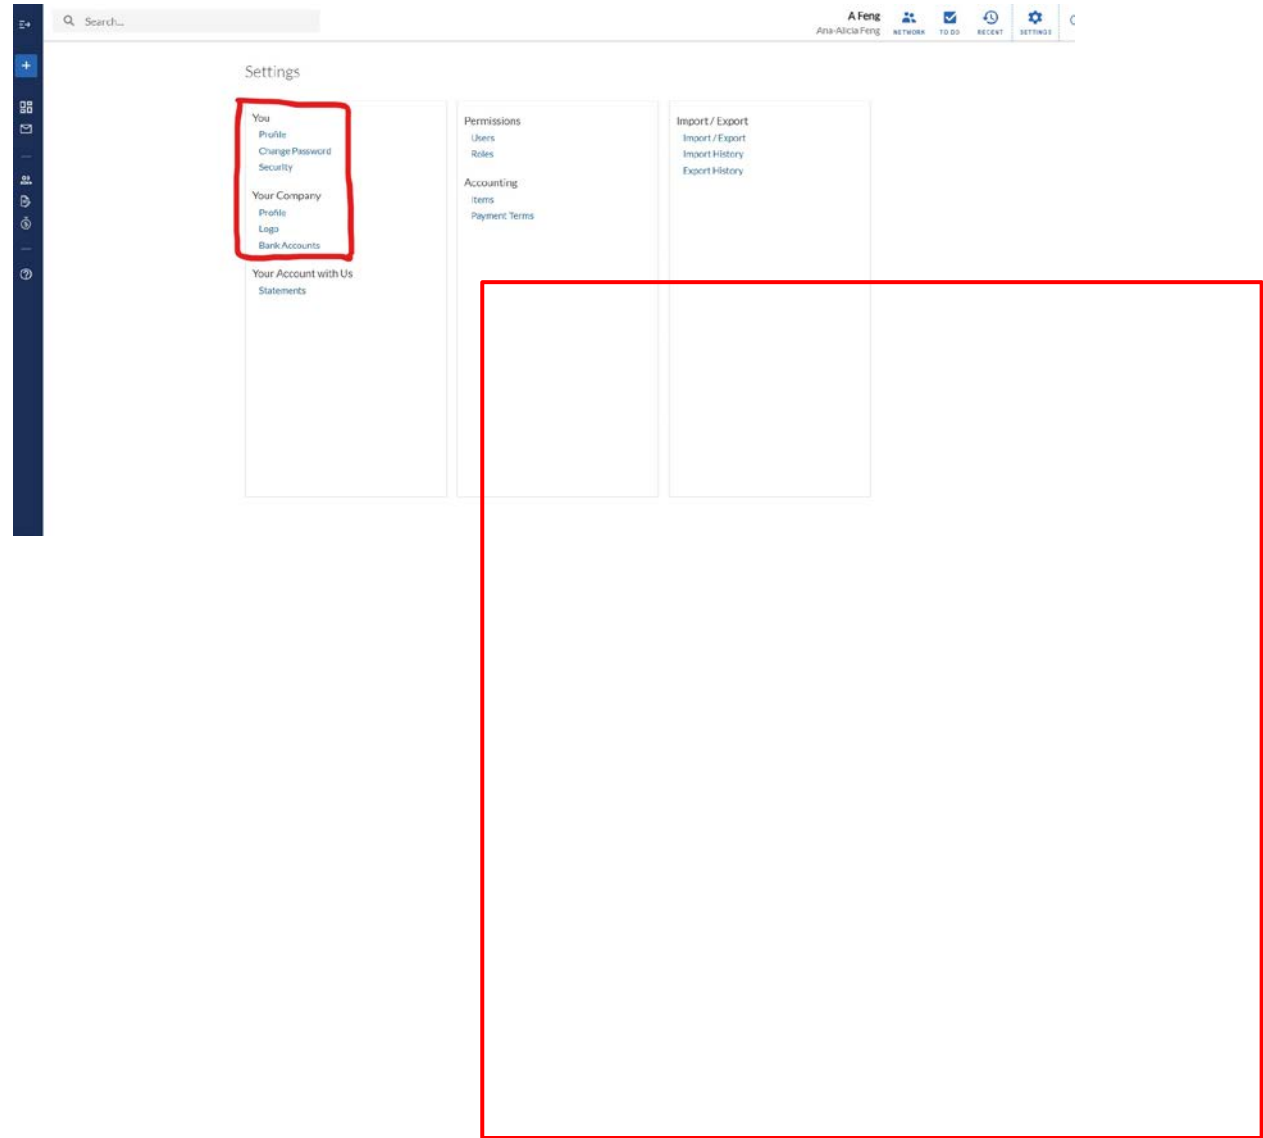 Search...
A Feng
Ana-Alicia Feng
NETWORK
TO DO
RECENT
SETTINGS
Settings
You
Profile
Change Password
Security
Your Company
Profile
Logo
Bank Accounts
Your Account with Us
Statements
Permissions
Users
Roles
Accounting
Items
Payment Terms
Import / Export
Import / Export
Import History
Export History